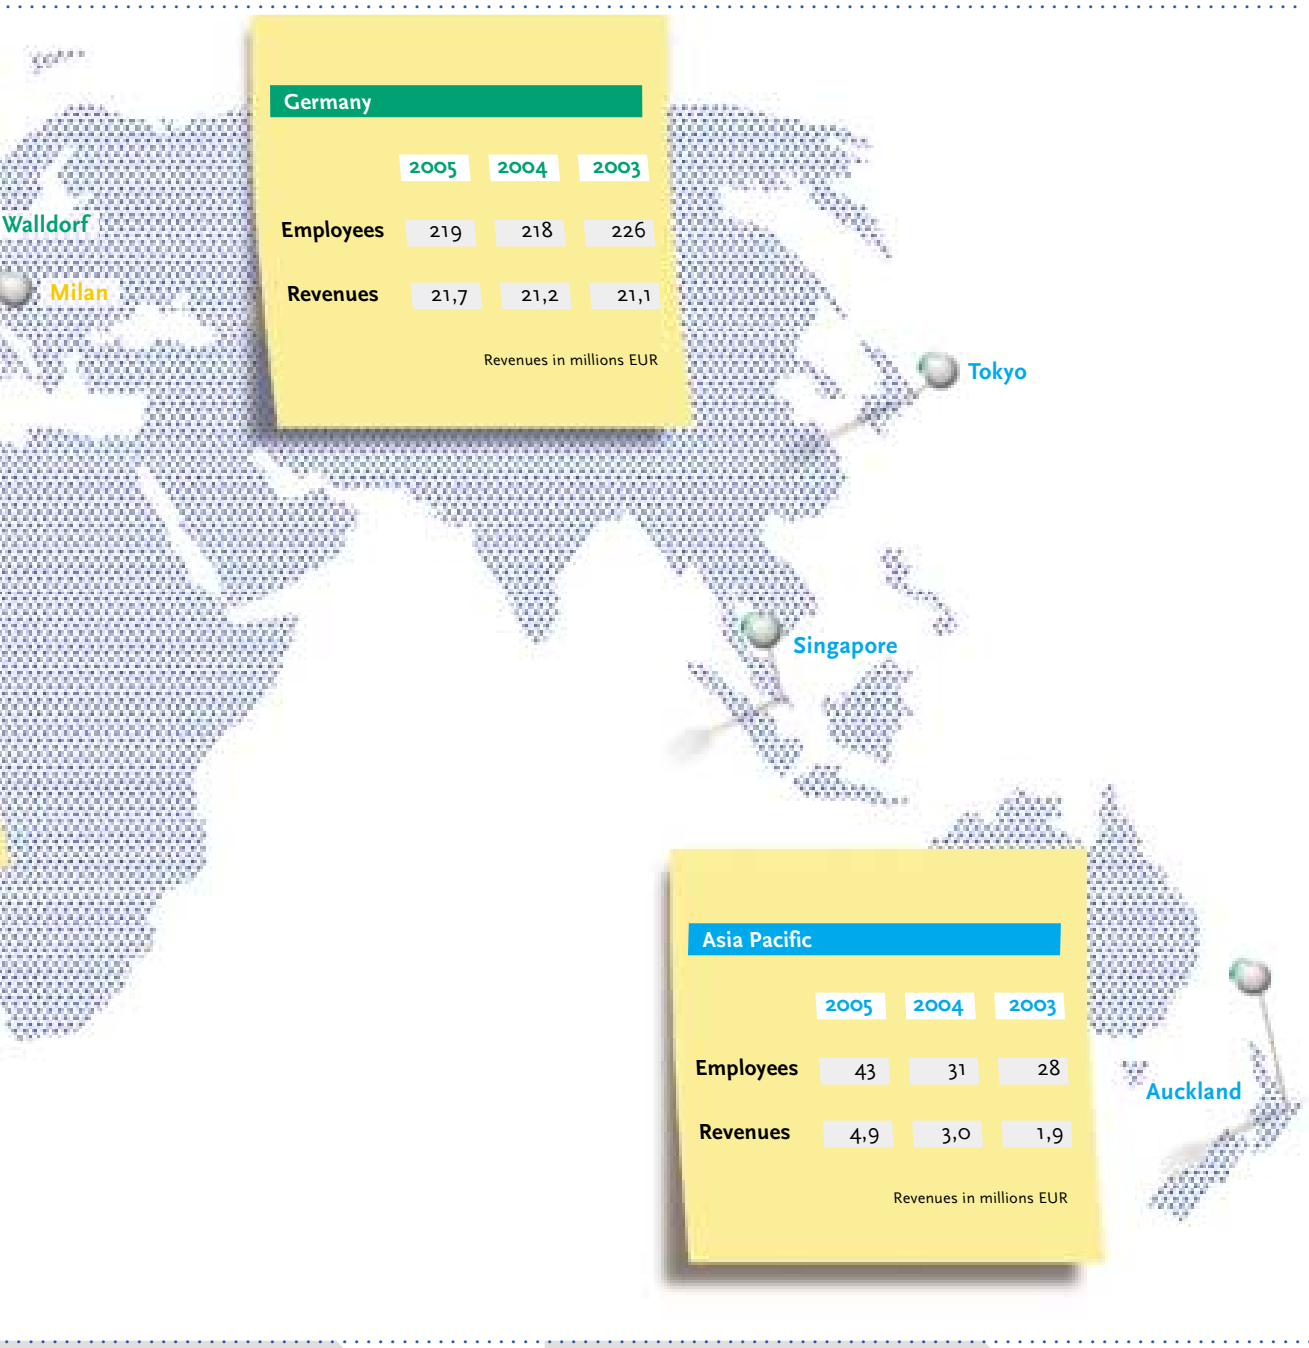 Germany
2005 2004 2003
Walldorf
Employees 219 218 226
Milan
Revenues 21,7 21,2 21,1
Revenues in millions EUR
Tokyo
Singapore
Asia Pacific
2005 2004 2003
Employees 43 31 28
Auckland
Revenues 4,9 3,0 1,9
Revenues in millions EUR